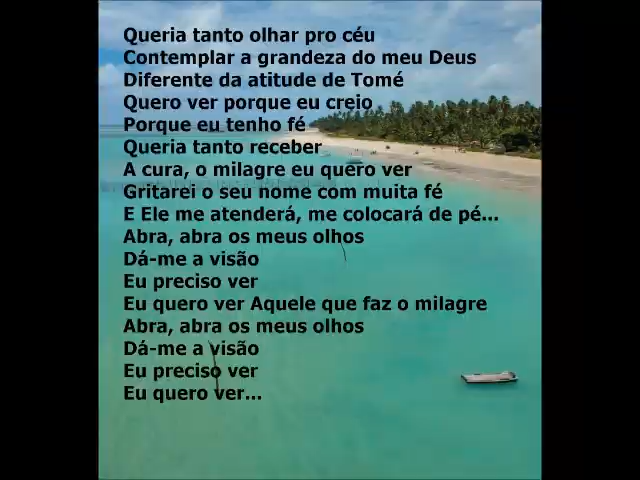 Queria tanto olhar pro céu
Contemplar a grandeza do meu Deus
Diferente da atitude de Tomé
Quero ver porque eu creio
Porque eu tenho fé
Queria tanto receber
A cura, o milagre eu quero ver
Gritarei o seu nome com muita fé
E Ele me atenderá, me colocará de pé...
Abra, abra os meus olhos
Dá-me a visão
Eu preciso ver
Eu quero ver Aquele que faz o milagre
Abra, abra os meus olhos
Dá-me a visão
Eu preciso ver
Eu quero ver...